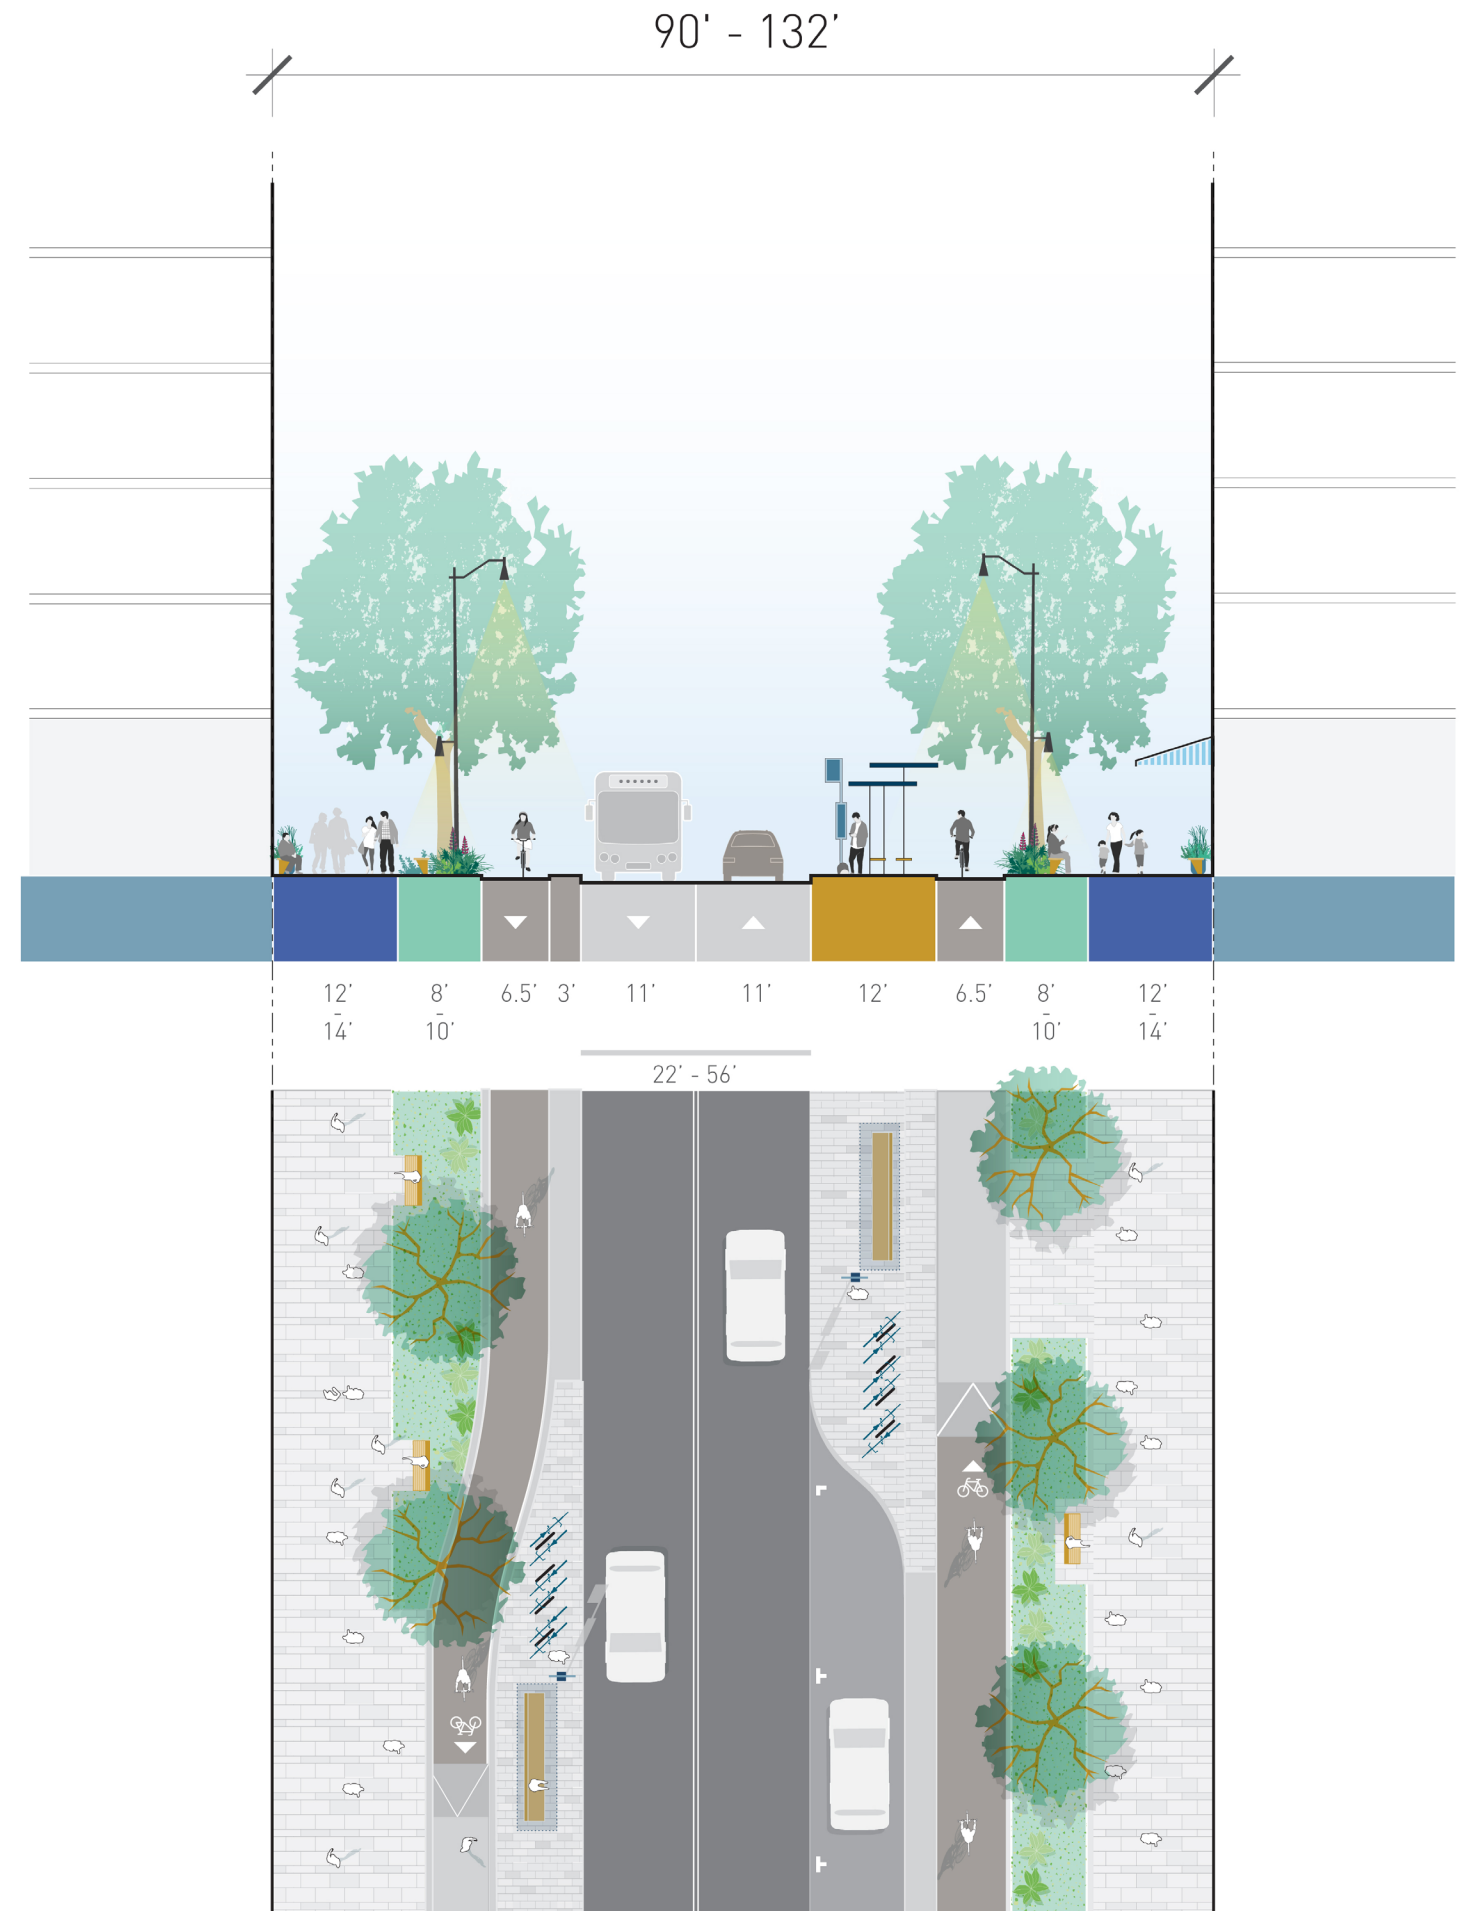 90' - 132’
12’ 8’ 6.5’ 3’ 11’ 11’ 12’ 6.5’ 8’ 12’
- - - -
14’ 10’ 10’ 14’
22’ - 56’